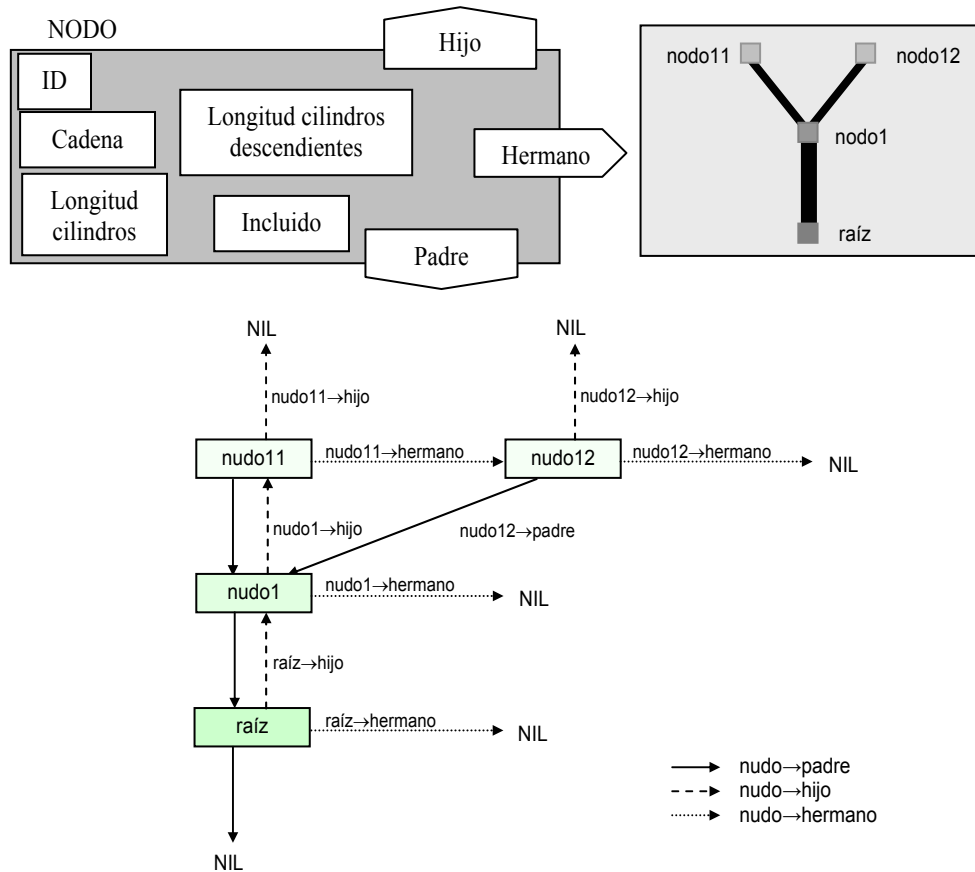 NODO
Hijo
ID
Cadena
Longitud cilindros
descendientes
Hermano
Longitud
cilindros
Incluido
Padre
nodo11
nodo12
nodo1
raíz
NIL
NIL
nudo11→hijo
nudo12→hijo
nudo11
nudo11→hermano
nudo12
nudo12→hermano
NIL
nudo1→hijo
nudo12→padre
nudo1
nudo1→hermano
NIL
raíz→hijo
raíz
raíz→hermano
NIL
nudo→padre
nudo→hijo
nudo→hermano
NIL